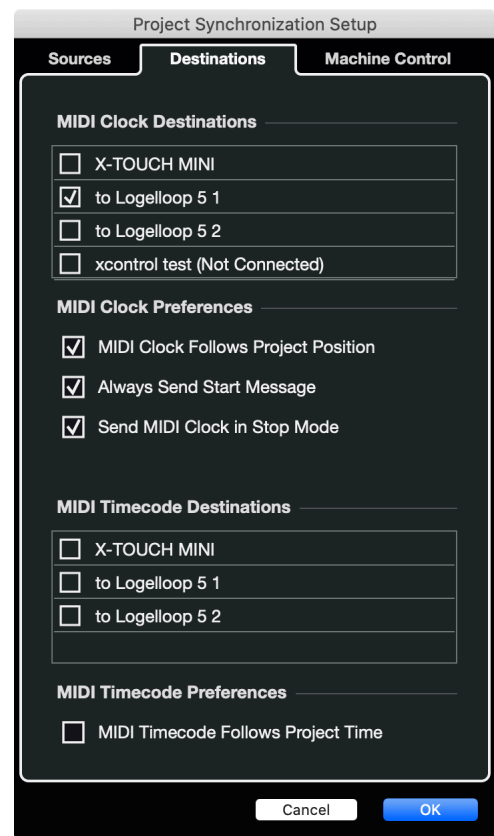 Project Synchronization Setup
Sources
Destinations
Machine Control
MIDI Clock Destinations
X-TOUCH MINI
to Logelloop 5 1
to Logelloop 5 2
xcontrol test (Not Connected)
MIDI Clock Preferences
MIDI Clock Follows Project Position
Always Send Start Message
Send MIDI Clock in Stop Mode
MIDI Timecode Destinations
X-TOUCH MINI
to Logelloop 5 1
to Logelloop 5 2
MIDI Timecode Preferences
MIDI Timecode Follows Project Time
Cancel
OK